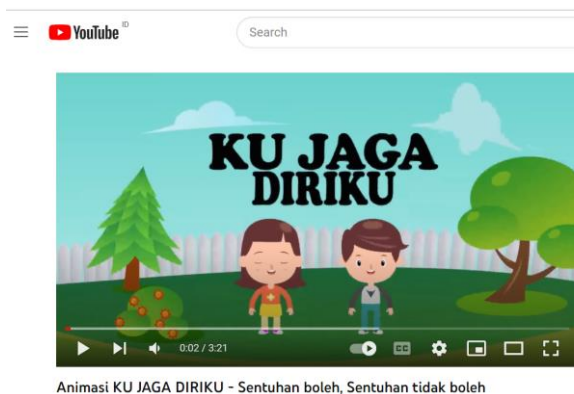 YouTube ID
Search
KU JAGA
DIRIKU
0:02 / 3:21
CC
Animasi KU JAGA DIRIKU - Sentuhan boleh, Sentuhan tidak boleh